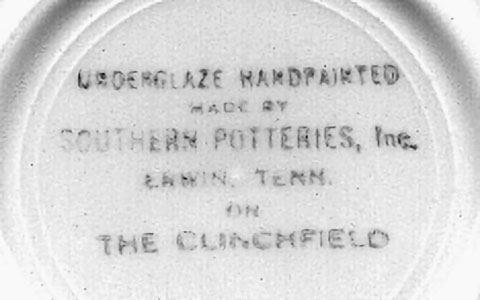 UNDERGLAZE HANDPAINTED
MADE BY
SOUTHERN POTTERIES, Inc.
ERWIN, TENN.
ON
THE CLINCHFIELD